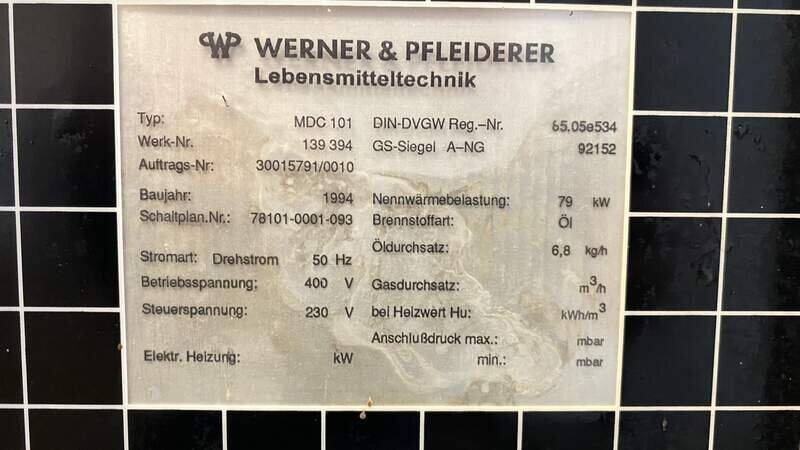 WP WERNER & PFLEIDERER
Lebensmitteltechnik
Typ: MDC 101
Werk-Nr. 139 394
Auftrags-Nr: 30015791/0010
Baujahr: 1994
Schaltplan.Nr.: 78101-0001-093
Stromart: Drehstrom 50 Hz
Betriebsspannung: 400 V
Steuerspannung: 230 V
Elektr. Heizung: kW
DIN-DVGW Reg.–Nr. 65.05e534
GS-Siegel A–NG 92152
Nennwärmebelastung: 79 kW
Brennstoffart: Öl
Öldurchsatz: 6,8 kg/h
Gasdurchsatz: m³/h
bei Heizwert Hu: kWh/m³
Anschlußdruck max.: mbar
min.: mbar